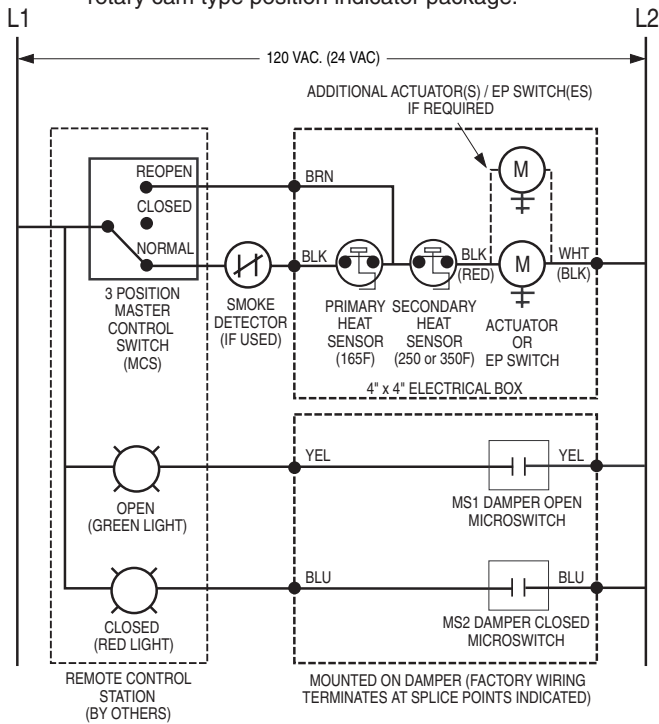 rotary cam type position indicator package.
L1
L2
120 VAC. (24 VAC)
ADDITIONAL ACTUATOR(S) / EP SWITCH(ES)
IF REQUIRED
REOPEN
CLOSED
NORMAL
3 POSITION
MASTER
CONTROL
SWITCH
(MCS)
SMOKE
DETECTOR
(IF USED)
BRN
BLK
PRIMARY
HEAT
SENSOR
(165F)
SECONDARY
HEAT
SENSOR
(250 or 350F)
BLK
(RED)
M
M
WHT
(BLK)
ACTUATOR
OR
EP SWITCH
4" x 4" ELECTRICAL BOX
OPEN
(GREEN LIGHT)
YEL
YEL
MS1 DAMPER OPEN
MICROSWITCH
CLOSED
(RED LIGHT)
BLU
BLU
MS2 DAMPER CLOSED
MICROSWITCH
REMOTE CONTROL
STATION
(BY OTHERS)
MOUNTED ON DAMPER (FACTORY WIRING
TERMINATES AT SPLICE POINTS INDICATED)